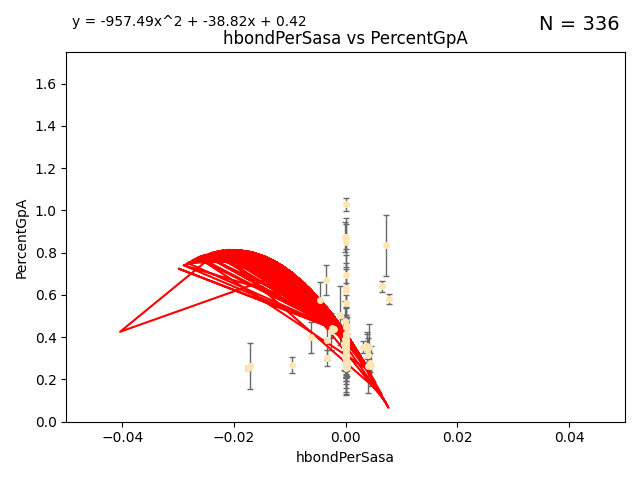 y = -957.49x^2 + -38.82x + 0.42
N = 336
hbondPerSasa vs PercentGpA
1.6
1.4
1.2
1.0
0.8
0.6
0.4
0.2
0.0
PercentGpA
−0.04
−0.02
0.00
0.02
0.04
hbondPerSasa